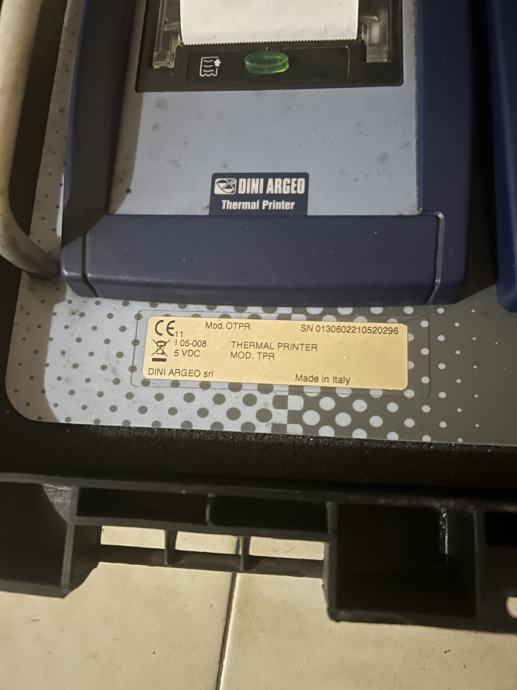 DINI ARGEO
Thermal Printer
CE 11 Mod. OTPR SN 0130602210520296
I 05-008 THERMAL PRINTER
5 VDC MOD. TPR
DINI ARGEO srl Made in Italy